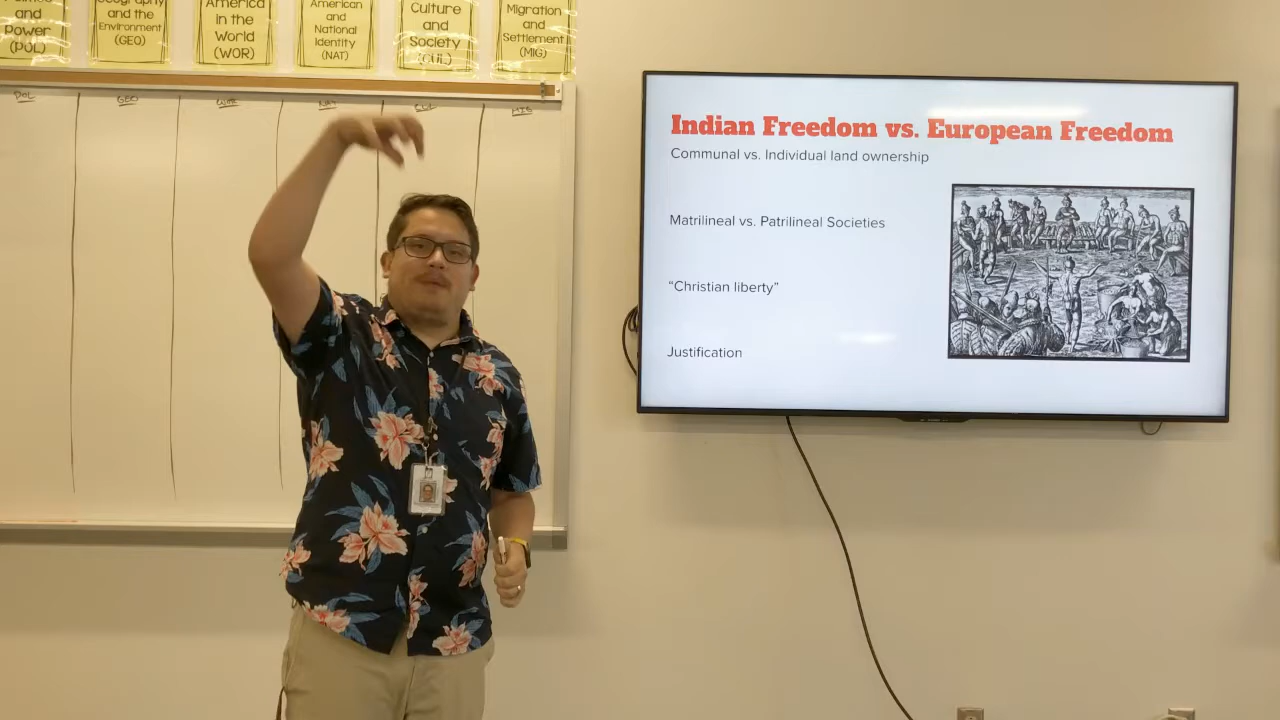 Power
(POL)
Geography
and the
Environment)
(GEO)
America
in the
World
(WOR)
American
and
National
Identity
(NAT)
Culture
and
Society
(CUL)
Migration
and
Settlement
(MIG)
POL
GEO
WOR
NAT
CUL
MIG
Indian Freedom vs. European Freedom
Communal vs. Individual land ownership
Matrilineal vs. Patrilineal Societies
“Christian liberty”
Justification